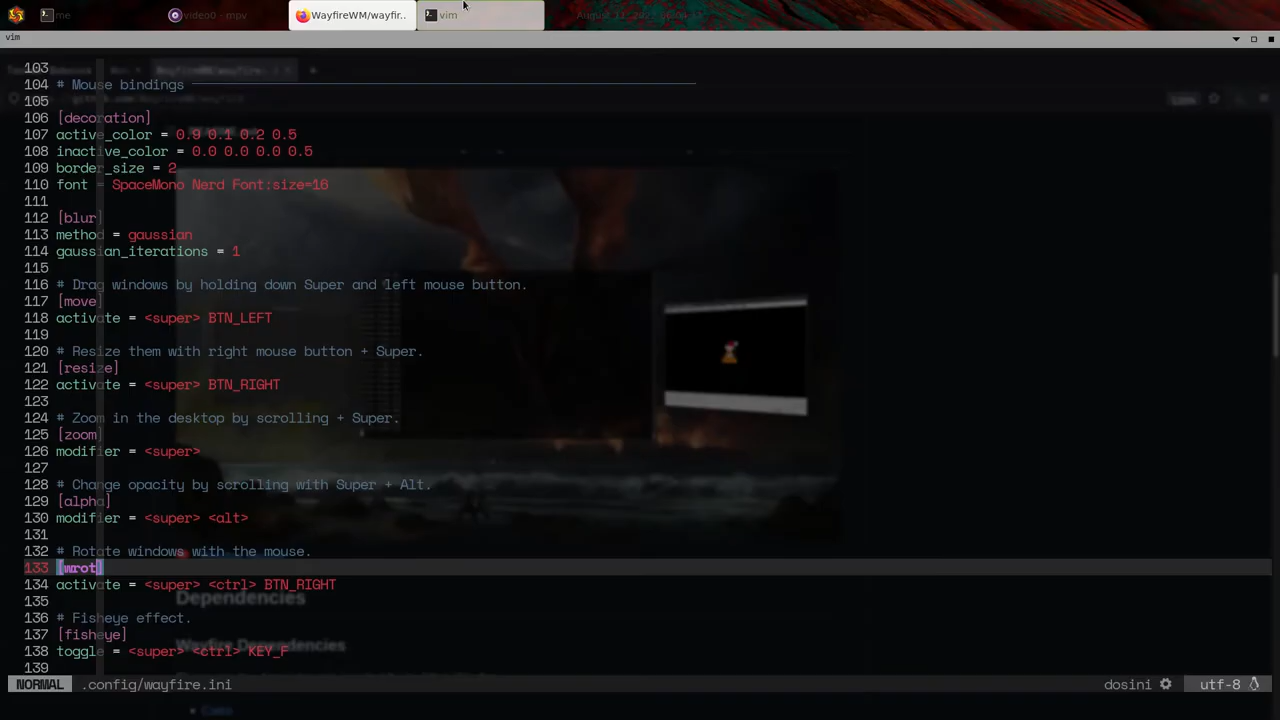 me
video0 - mpv
WayfireWM/wayfir..
vim
vim
103
104 # Mouse bindings
105
106 [decoration]
107 active_color = 0.9 0.1 0.2 0.5
108 inactive_color = 0.0 0.0 0.0 0.5
109 border_size = 2
110 font = SpaceMono Nerd Font:size=16
111
112 [blur]
113 method = gaussian
114 gaussian_iterations = 1
115
116 # Drag windows by holding down Super and left mouse button.
117 [move]
118 activate = <super> BTN_LEFT
119
120 # Resize them with right mouse button + Super.
121 [resize]
122 activate = <super> BTN_RIGHT
123
124 # Zoom in the desktop by scrolling + Super.
125 [zoom]
126 modifier = <super>
127
128 # Change opacity by scrolling with Super + Alt.
129 [alpha]
130 modifier = <super> <alt>
131
132 # Rotate windows with the mouse.
133 [wrot]
134 activate = <super> <ctrl> BTN_RIGHT
135
Dependencies
136 # Fisheye effect.
137 [fisheye]
Wayfire Dependencies
138 toggle = <super> <ctrl> KEY_F
139
NORMAL .config/wayfire.ini
dosini
utf-8